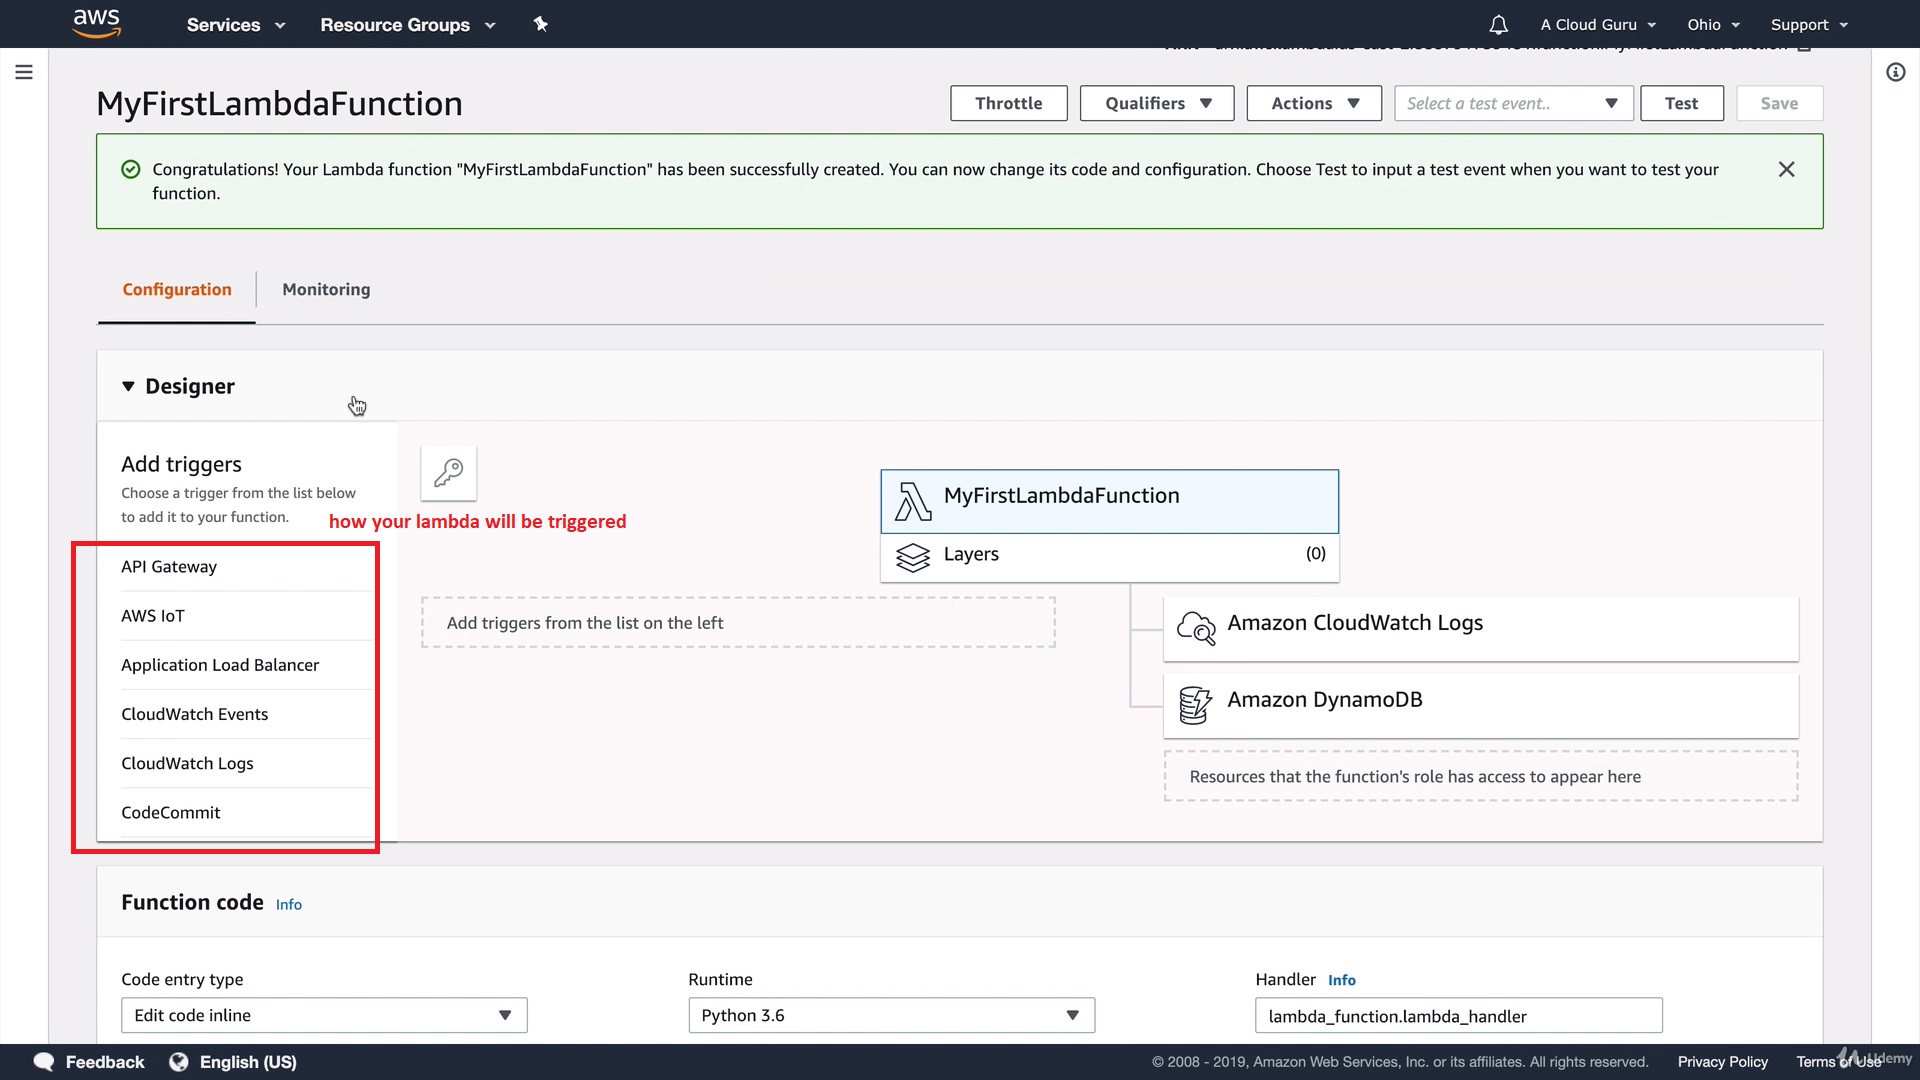 aws
Services
Resource Groups
A Cloud Guru
Ohio
Support
MyFirstLambdaFunction
Throttle
Qualifiers
Actions
Select a test event..
Test
Save
Congratulations! Your Lambda function "MyFirstLambdaFunction" has been successfully created. You can now change its code and configuration. Choose Test to input a test event when you want to test your
function.
Configuration
Monitoring
Designer
Add triggers
Choose a trigger from the list below
to add it to your function.
how your lambda will be triggered
API Gateway
AWS IoT
Application Load Balancer
CloudWatch Events
CloudWatch Logs
CodeCommit
Add triggers from the list on the left
MyFirstLambdaFunction
Layers
(0)
Amazon CloudWatch Logs
Amazon DynamoDB
Resources that the function's role has access to appear here
Function code
Info
Code entry type
Edit code inline
Runtime
Python 3.6
Handler
Info
lambda_function.lambda_handler
Feedback
English (US)
© 2008 - 2019, Amazon Web Services, Inc. or its affiliates. All rights reserved.
Privacy Policy
Terms of Use
Udemy